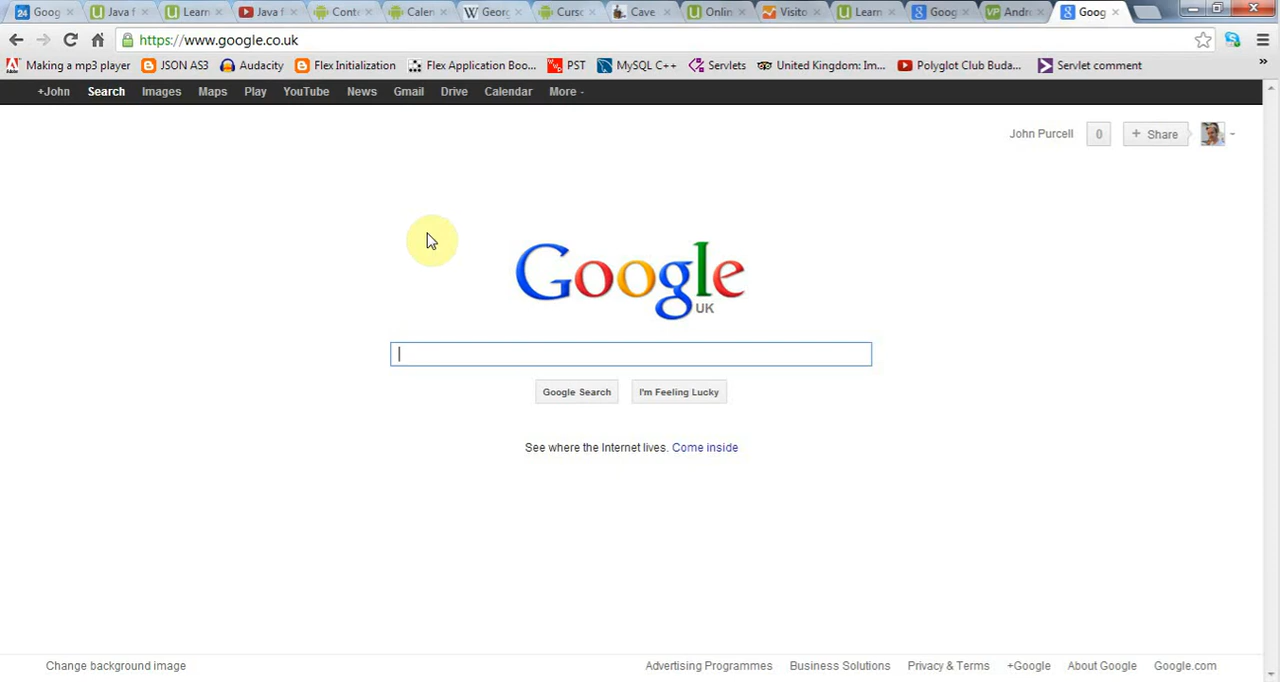 24 Goog Java f Learn Java f Conte Calen W Georg Curso Cave Onlin Visito Learn Goog VP Andr Goog
https://www.google.co.uk
Making a mp3 player JSON AS3 Audacity Flex Initialization Flex Application Boo... PST MySQL C++ Servlets United Kingdom: Im... Polyglot Club Buda... Servlet comment »
+John Search Images Maps Play YouTube News Gmail Drive Calendar More
John Purcell 0 + Share
Google
UK
Google Search I'm Feeling Lucky
See where the Internet lives. Come inside
Change background image Advertising Programmes Business Solutions Privacy & Terms +Google About Google Google.com